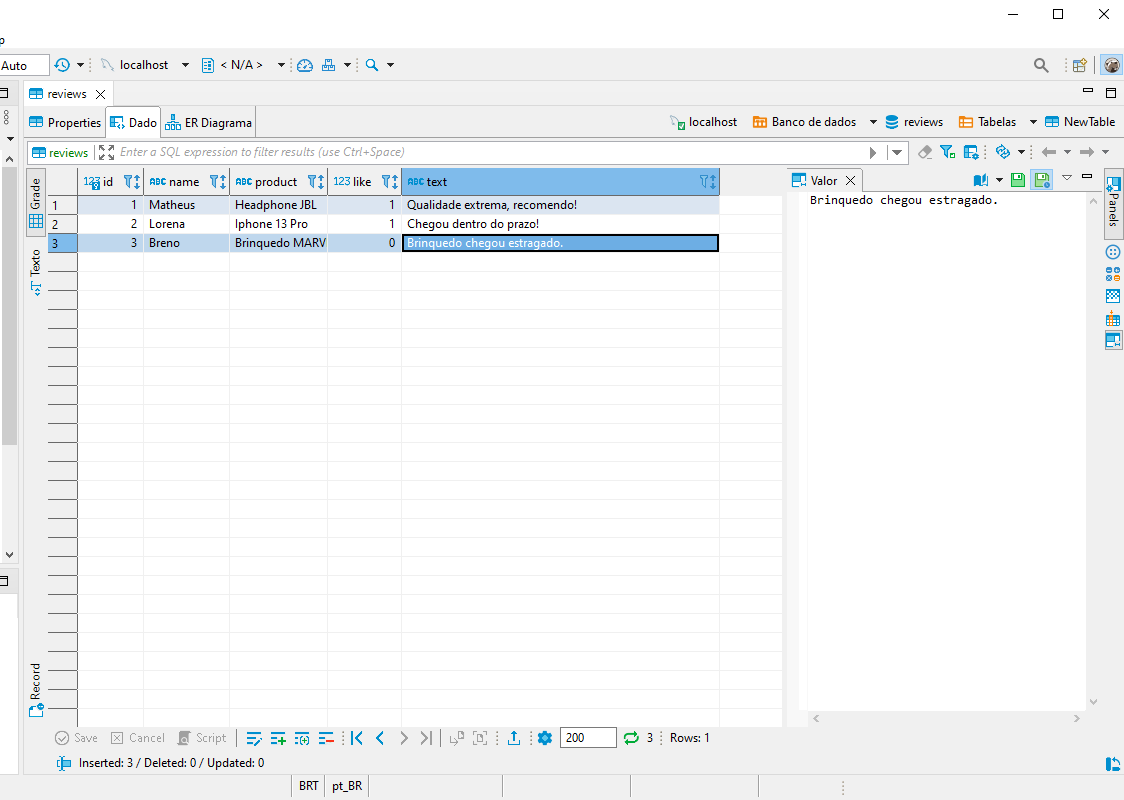 p
Auto
localhost
< N/A >
reviews
Properties
Dado
ER Diagrama
localhost
Banco de dados
reviews
Tabelas
NewTable
reviews
Enter a SQL expression to filter results (use Ctrl+Space)
Grade
Texto
Record
123 id ABC name ABC product 123 like ABC text
1 1 Matheus Headphone JBL 1 Qualidade extrema, recomendo!
2 2 Lorena Iphone 13 Pro 1 Chegou dentro do prazo!
3 3 Breno Brinquedo MARV 0 Brinquedo chegou estragado.
Valor
Brinquedo chegou estragado.
Panels
Save Cancel Script 200 3 Rows: 1
Inserted: 3 / Deleted: 0 / Updated: 0
BRT pt_BR